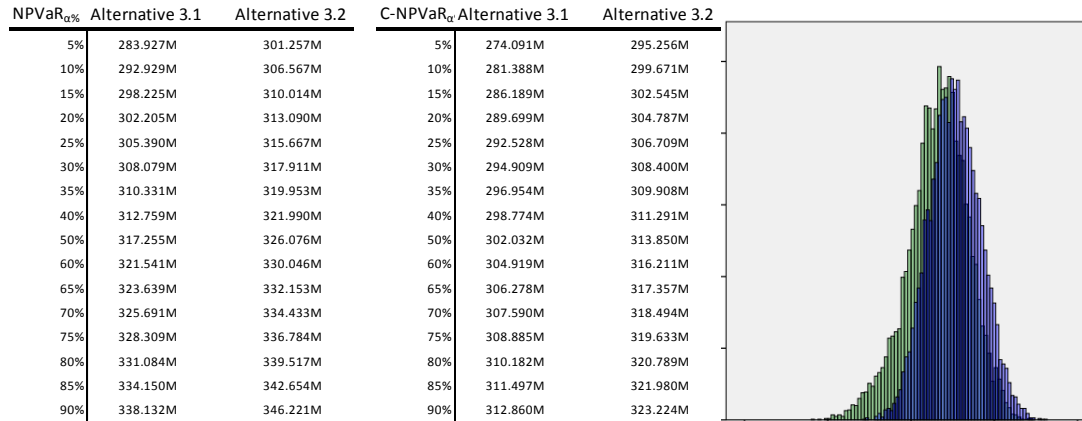 NPVaRα% Alternative 3.1 Alternative 3.2 C-NPVaRα Alternative 3.1 Alternative 3.2
5% 283.927M 301.257M 5% 274.091M 295.256M
10% 292.929M 306.567M 10% 281.388M 299.671M
15% 298.225M 310.014M 15% 286.189M 302.545M
20% 302.205M 313.090M 20% 289.699M 304.787M
25% 305.390M 315.667M 25% 292.528M 306.709M
30% 308.079M 317.911M 30% 294.909M 308.400M
35% 310.331M 319.953M 35% 296.954M 309.908M
40% 312.759M 321.990M 40% 298.774M 311.291M
50% 317.255M 326.076M 50% 302.032M 313.850M
60% 321.541M 330.046M 60% 304.919M 316.211M
65% 323.639M 332.153M 65% 306.278M 317.357M
70% 325.691M 334.433M 70% 307.590M 318.494M
75% 328.309M 336.784M 75% 308.885M 319.633M
80% 331.084M 339.517M 80% 310.182M 320.789M
85% 334.150M 342.654M 85% 311.497M 321.980M
90% 338.132M 346.221M 90% 312.860M 323.224M